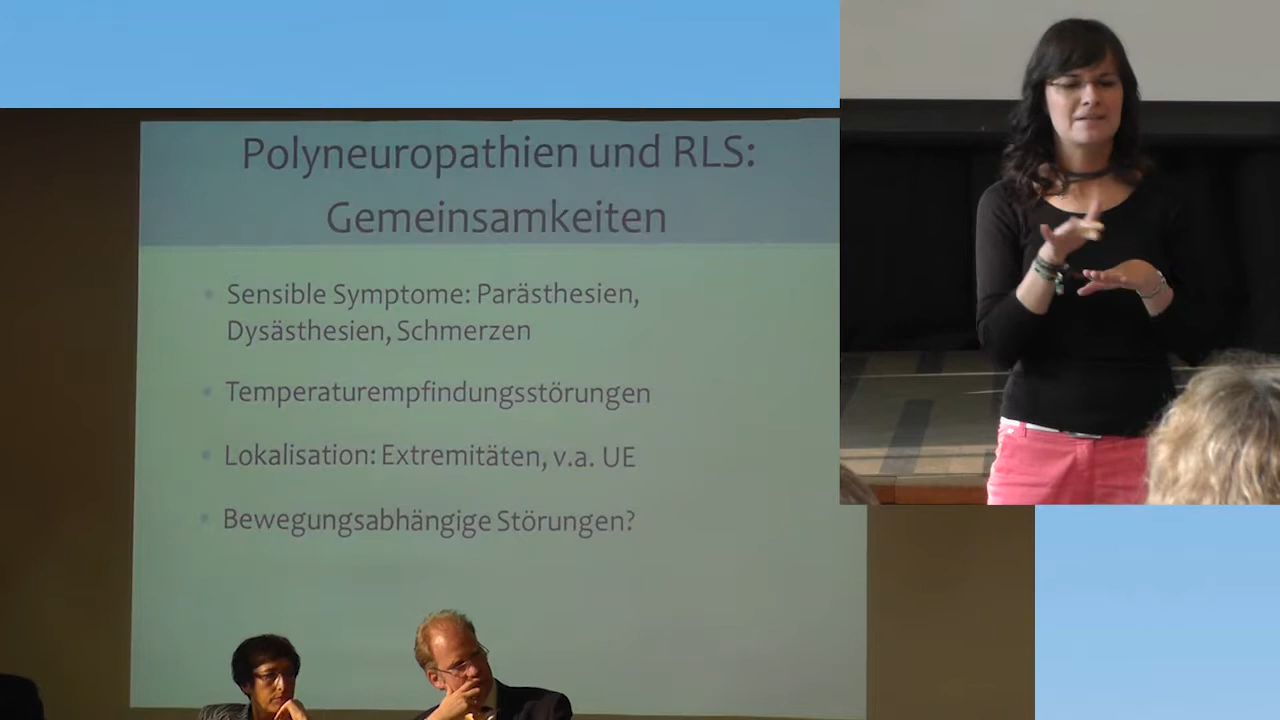 Polyneuropathien und RLS:
Gemeinsamkeiten
• Sensible Symptome: Parästhesien,
Dysästhesien, Schmerzen
• Temperaturempfindungsstörungen
• Lokalisation: Extremitäten, v.a. UE
• Bewegungsabhängige Störungen?